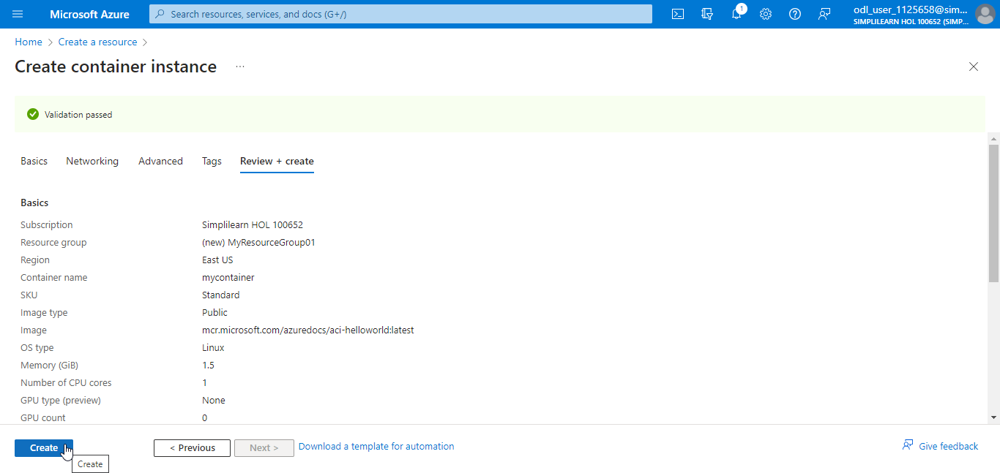 Microsoft Azure
Search resources, services, and docs (G+/)
1
odl_user_1125658@sim...
SIMPLILEARN HOL 100652 (SIMP...
Home > Create a resource >
Create container instance ...
Validation passed
Basics Networking Advanced Tags Review + create
Basics
Subscription Simplilearn HOL 100652
Resource group (new) MyResourceGroup01
Region East US
Container name mycontainer
SKU Standard
Image type Public
Image mcr.microsoft.com/azuredocs/aci-helloworld:latest
OS type Linux
Memory (GiB) 1.5
Number of CPU cores 1
GPU type (preview) None
GPU count 0
Create < Previous Next > Download a template for automation Give feedback
Create